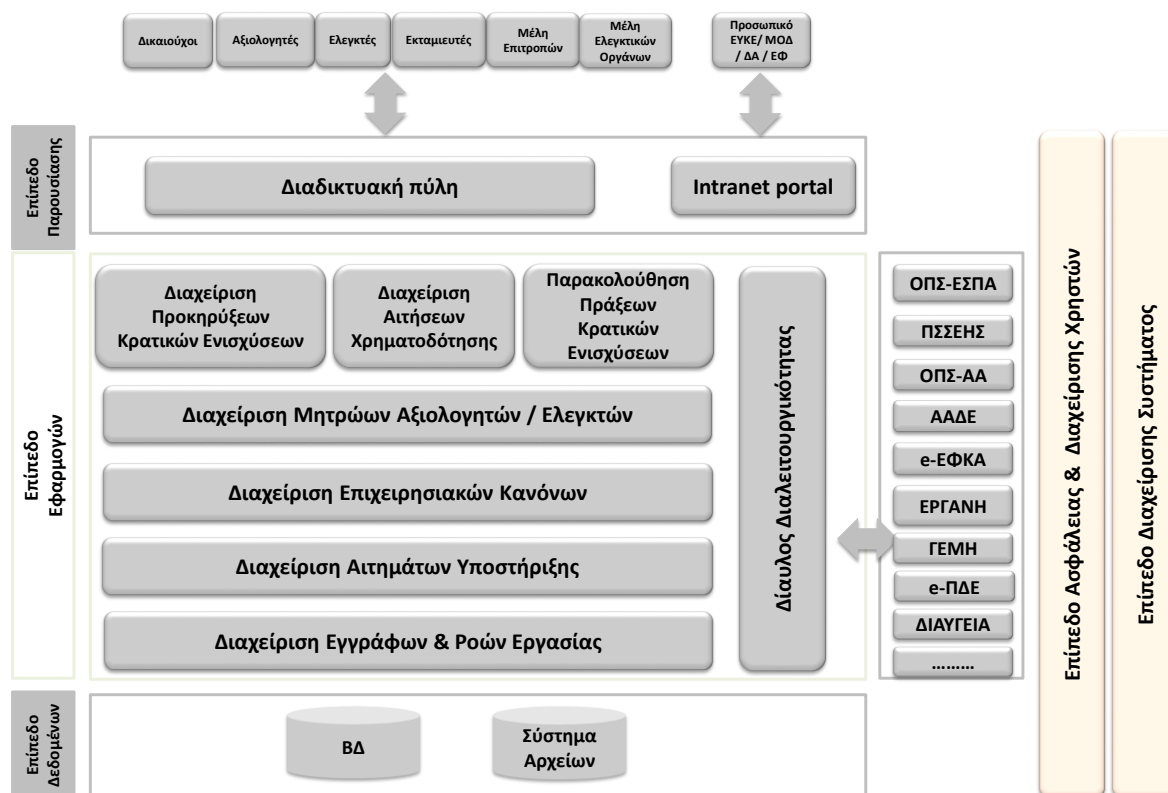 Δικαιούχοι
Αξιολογητές
Ελεγκτές
Εκταμιευτές
Μέλη
Επιτροπών
Μέλη
Ελεγκτικών
Οργάνων
Προσωπικό
ΕΥΚΕ/ ΜΟΔ
/ ΔΑ / ΕΦ
Επίπεδο
Παρουσίασης
Διαδικτυακή πύλη
Intranet portal
Επίπεδο
Εφαρμογών
Διαχείριση
Προκηρύξεων
Κρατικών Ενισχύσεων
Διαχείριση
Αιτήσεων
Χρηματοδότησης
Παρακολούθηση
Πράξεων
Κρατικών
Ενισχύσεων
Διαχείριση Μητρώων Αξιολογητών / Ελεγκτών
Διαχείριση Επιχειρησιακών Κανόνων
Διαχείριση Αιτημάτων Υποστήριξης
Διαχείριση Εγγράφων & Ροών Εργασίας
Δίαυλος Διαλειτουργικότητας
ΟΠΣ-ΕΣΠΑ
ΠΣΣΕΗΣ
ΟΠΣ-ΑΑ
ΑΑΔΕ
e-ΕΦΚΑ
ΕΡΓΑΝΗ
ΓΕΜΗ
e-ΠΔΕ
ΔΙΑΥΓΕΙΑ
………
Επίπεδο Ασφάλειας & Διαχείρισης Χρηστών
Επίπεδο Διαχείρισης Συστήματος
Επίπεδο
Δεδομένων
ΒΔ
Σύστημα
Αρχείων